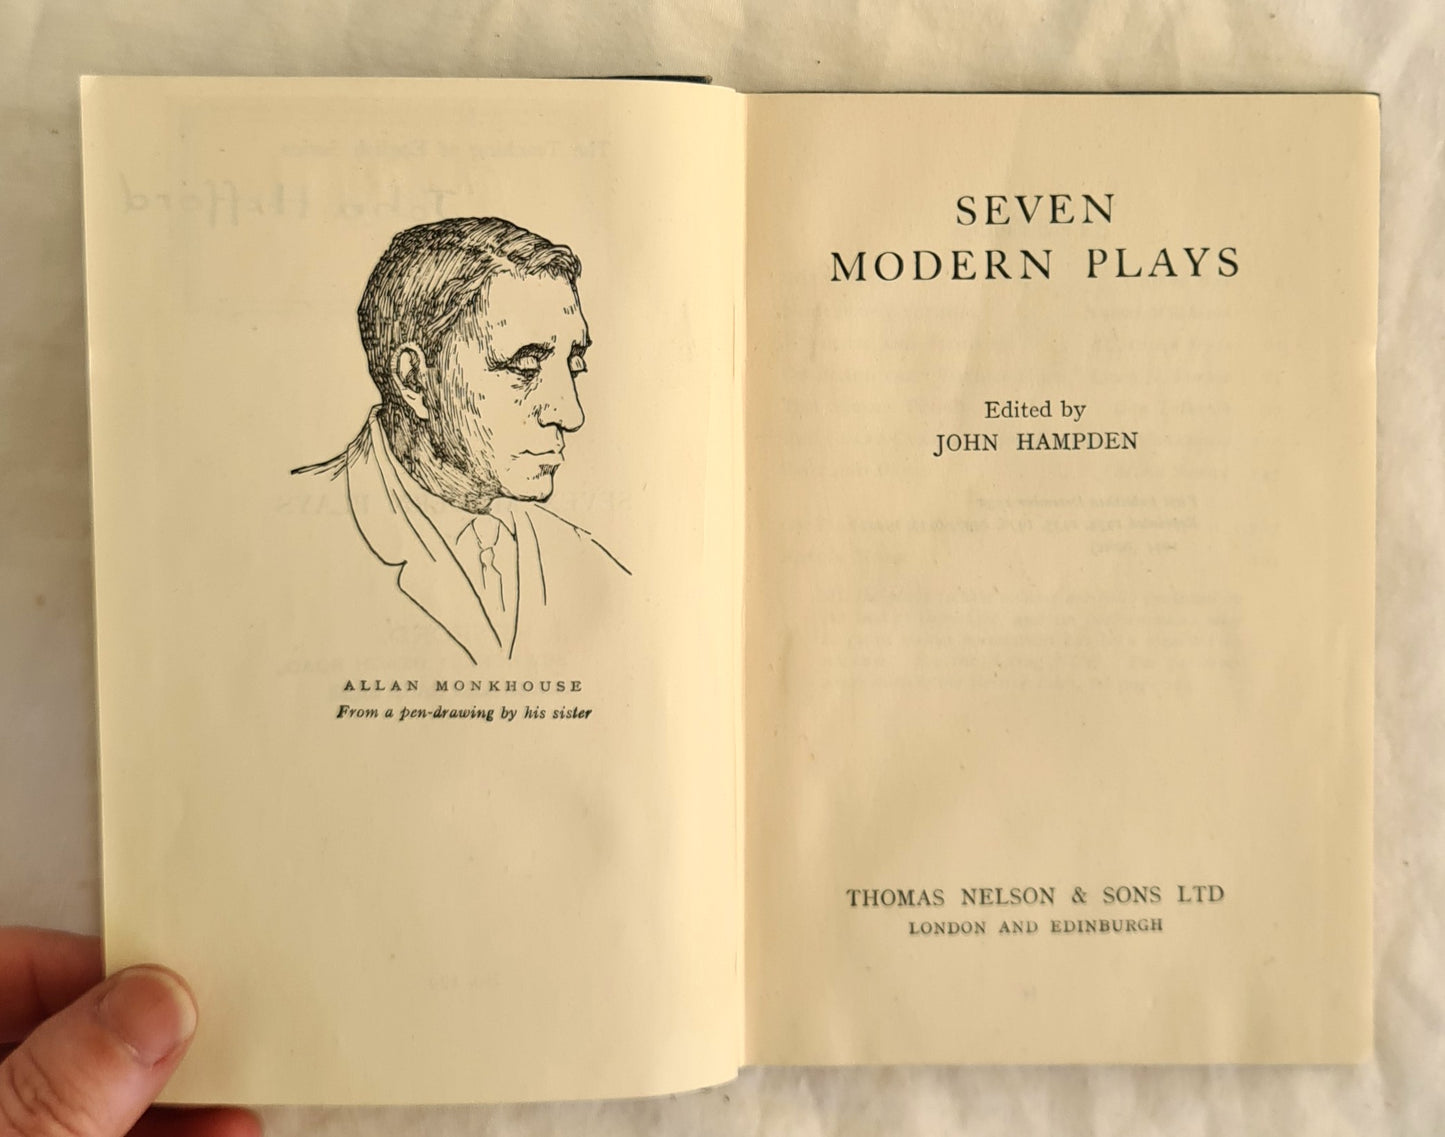 ALLAN MONKHOUSE
From a pen-drawing by his sister
SEVEN
MODERN PLAYS
Edited by
JOHN HAMPDEN
THOMAS NELSON & SONS LTD
LONDON AND EDINBURGH